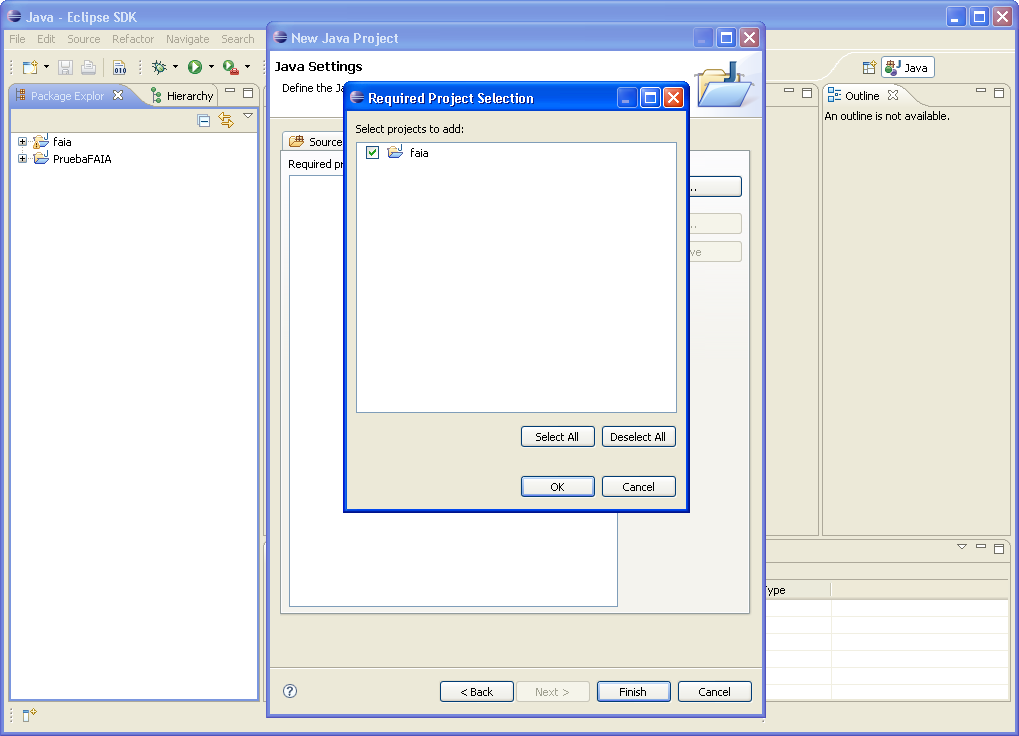 Java - Eclipse SDK
File Edit Source Refactor Navigate Search
Java
Package Explor
Hierarchy
faia
PruebaFAIA
New Java Project
Java Settings
Define the Ja
Source
Required pr
...
ve
Required Project Selection
Select projects to add:
faia
Select All
Deselect All
OK
Cancel
< Back
Next >
Finish
Cancel
Outline
An outline is not available.
Type